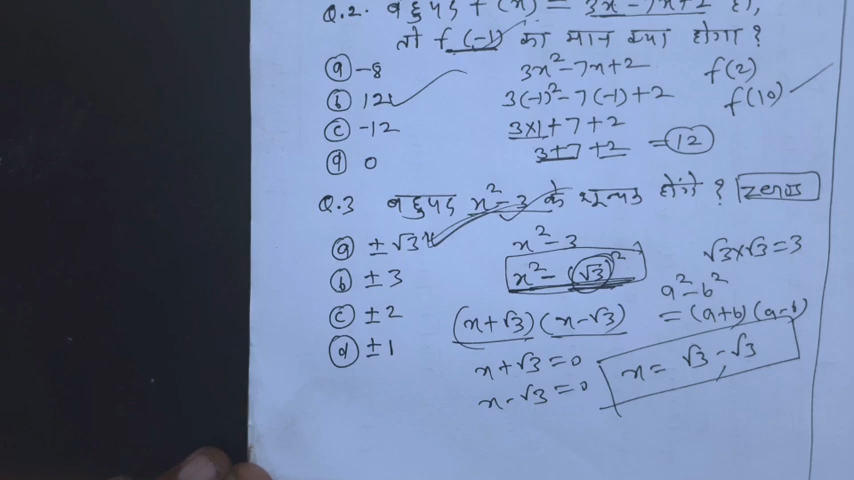 Q.2. बहुपद f(x) = 3x²-7x+2 हो,
तो f(-1) का मान क्या होगा ?
(a) -8
3x²-7x+2
f(2)
(b) 12
3(-1)²-7(-1)+2
f(10)
(c) -12
3×1+7+2
(d) 0
3+7+2 = 12
Q.3 बहुपद x²-3 के शून्यक होंगे ? zeros
(a) ±√3
x²-3
√3×√3=3
(b) ±3
x²-(√3)²
a²-b²
(c) ±2
(x+√3)(x-√3)
=(a+b)(a-b)
(d) ±1
x+√3=0
x-√3=0
x= √3, -√3